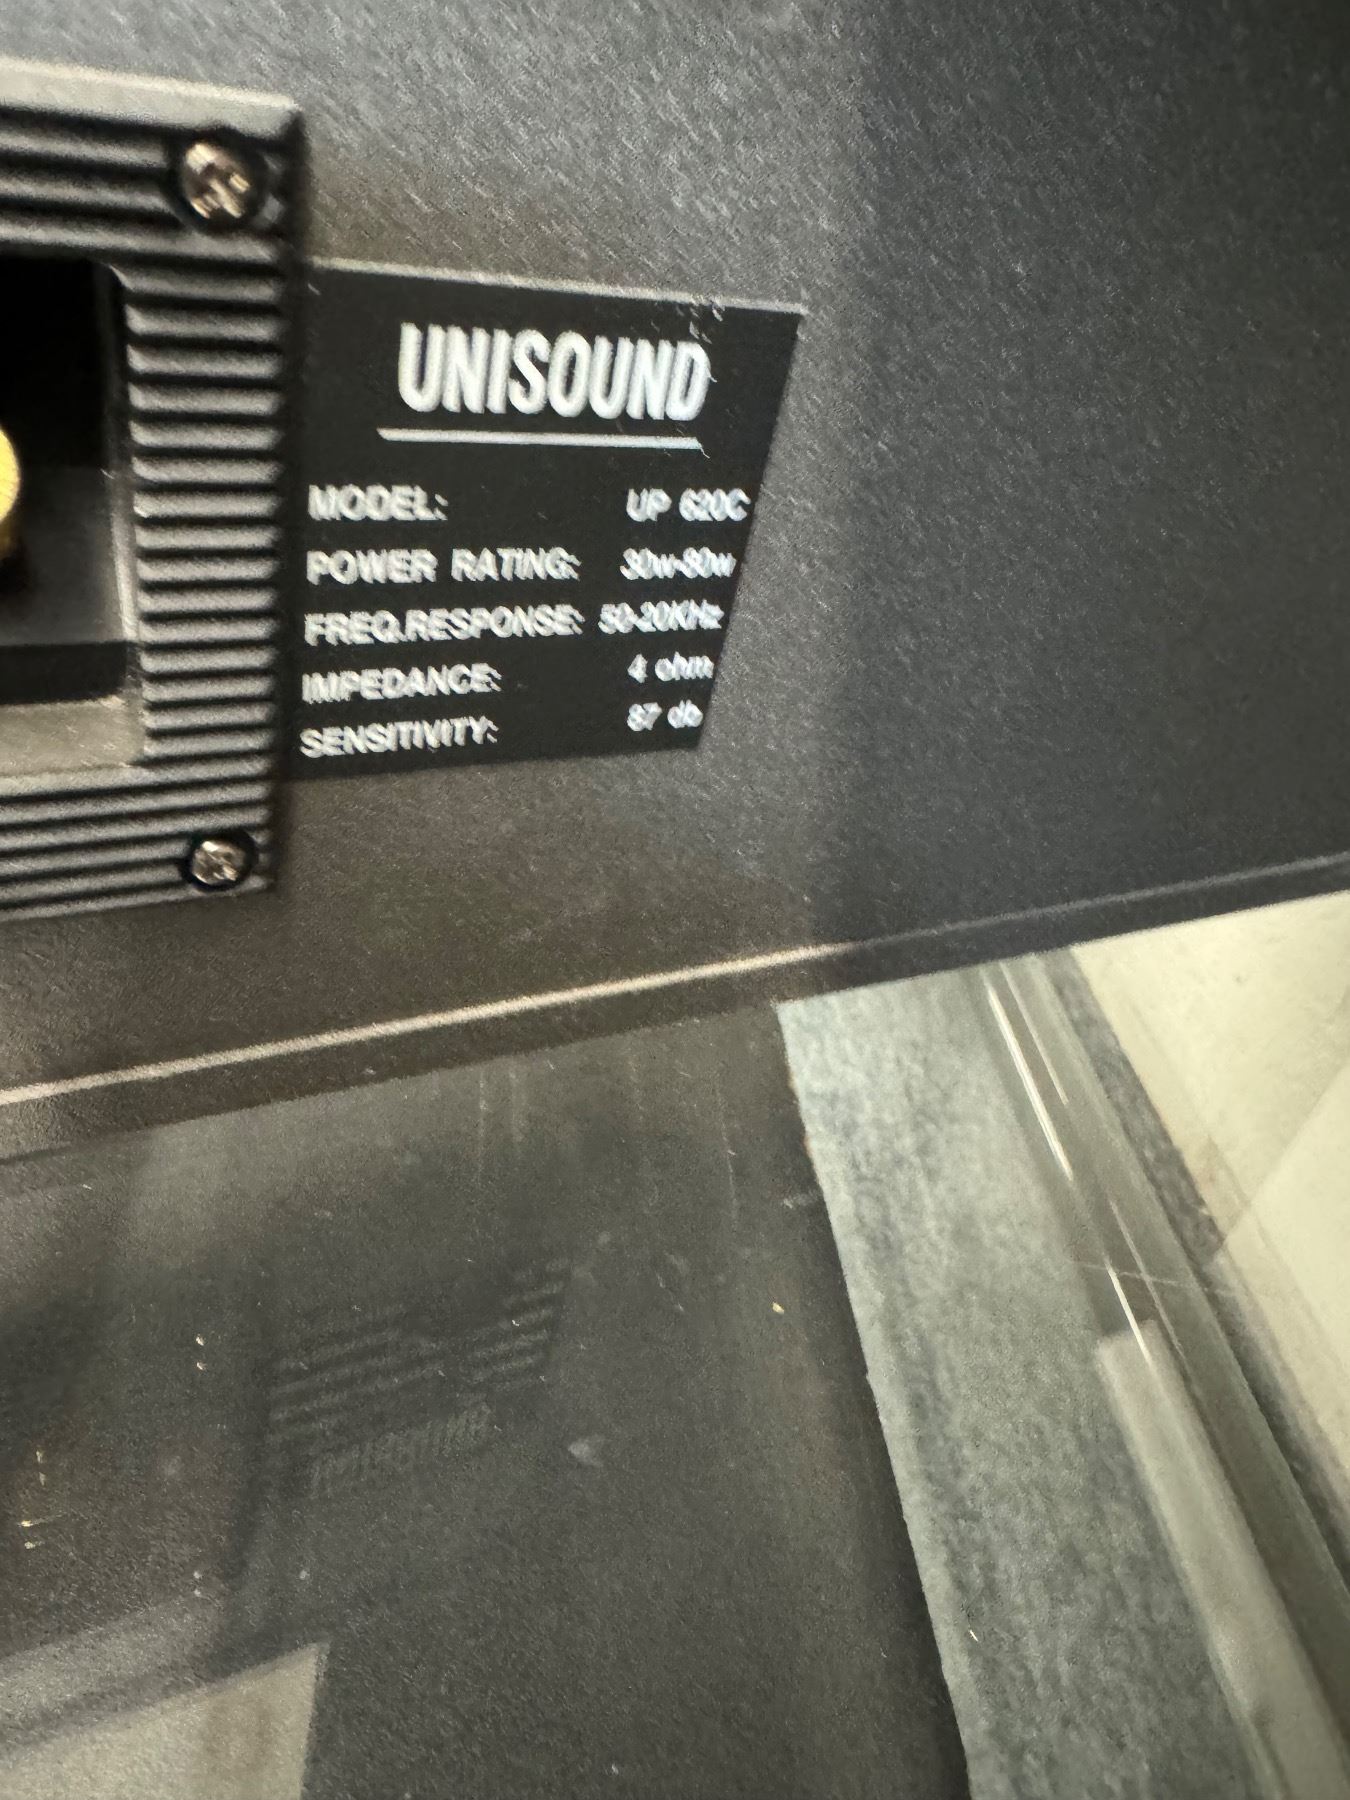 UNISOUND
MODEL: UP 620C
POWER RATING: 30w-80w
FREQ.RESPONSE: 50-20KHz
IMPEDANCE: 4 ohm
SENSITIVITY: 87 db